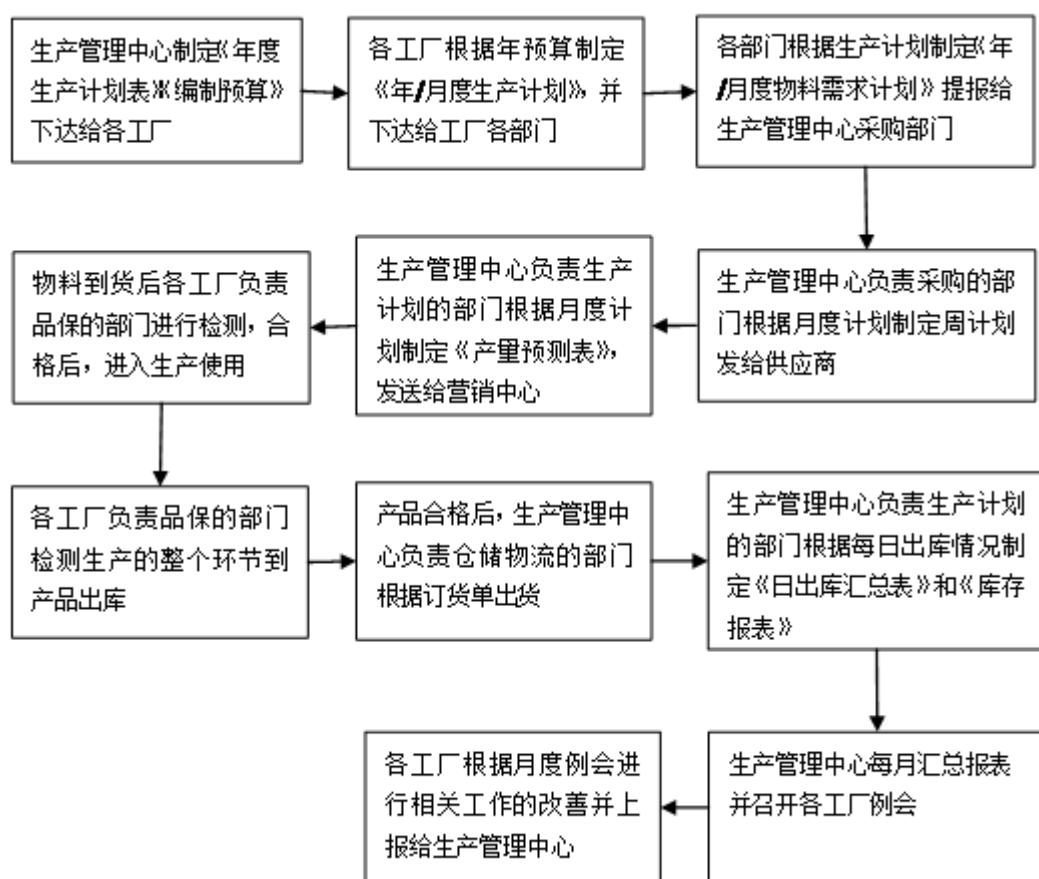 生产管理中心制定《年度
生产计划表》《编制预算》
下达给各工厂
各工厂根据年预算制定
《年/月度生产计划》，并
下达给工厂各部门
各部门根据生产计划制定《年
/月度物料需求计划》提报给
生产管理中心采购部门
生产管理中心负责采购的部
门根据月度计划制定周计划
发给供应商
生产管理中心负责生产
计划的部门根据月度计
划制定《产量预测表》，
发送给营销中心
物料到货后各工厂负责
品保的部门进行检测，合
格后，进入生产使用
各工厂负责品保的部门
检测生产的整个环节到
产品出库
产品合格后，生产管理中
心负责仓储物流的部门
根据订货单出货
生产管理中心负责生产计划
的部门根据每日出库情况制
定《日出库汇总表》和《库存
报表》
生产管理中心每月汇总报表
并召开各工厂例会
各工厂根据月度例会进
行相关工作的改善并上
报给生产管理中心